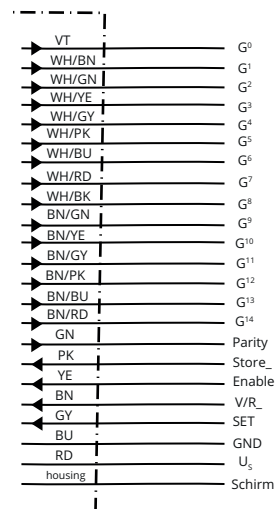 VT G⁰
WH/BN G¹
WH/GN G²
WH/YE G³
WH/GY G⁴
WH/PK G⁵
WH/BU G⁶
WH/RD G⁷
WH/BK G⁸
BN/GN G⁹
BN/YE G¹⁰
BN/GY G¹¹
BN/PK G¹²
BN/BU G¹³
BN/RD G¹⁴
GN Parity
PK Store_
YE Enable
BN V/R_
GY SET
BU GND
RD Uₛ
housing Schirm